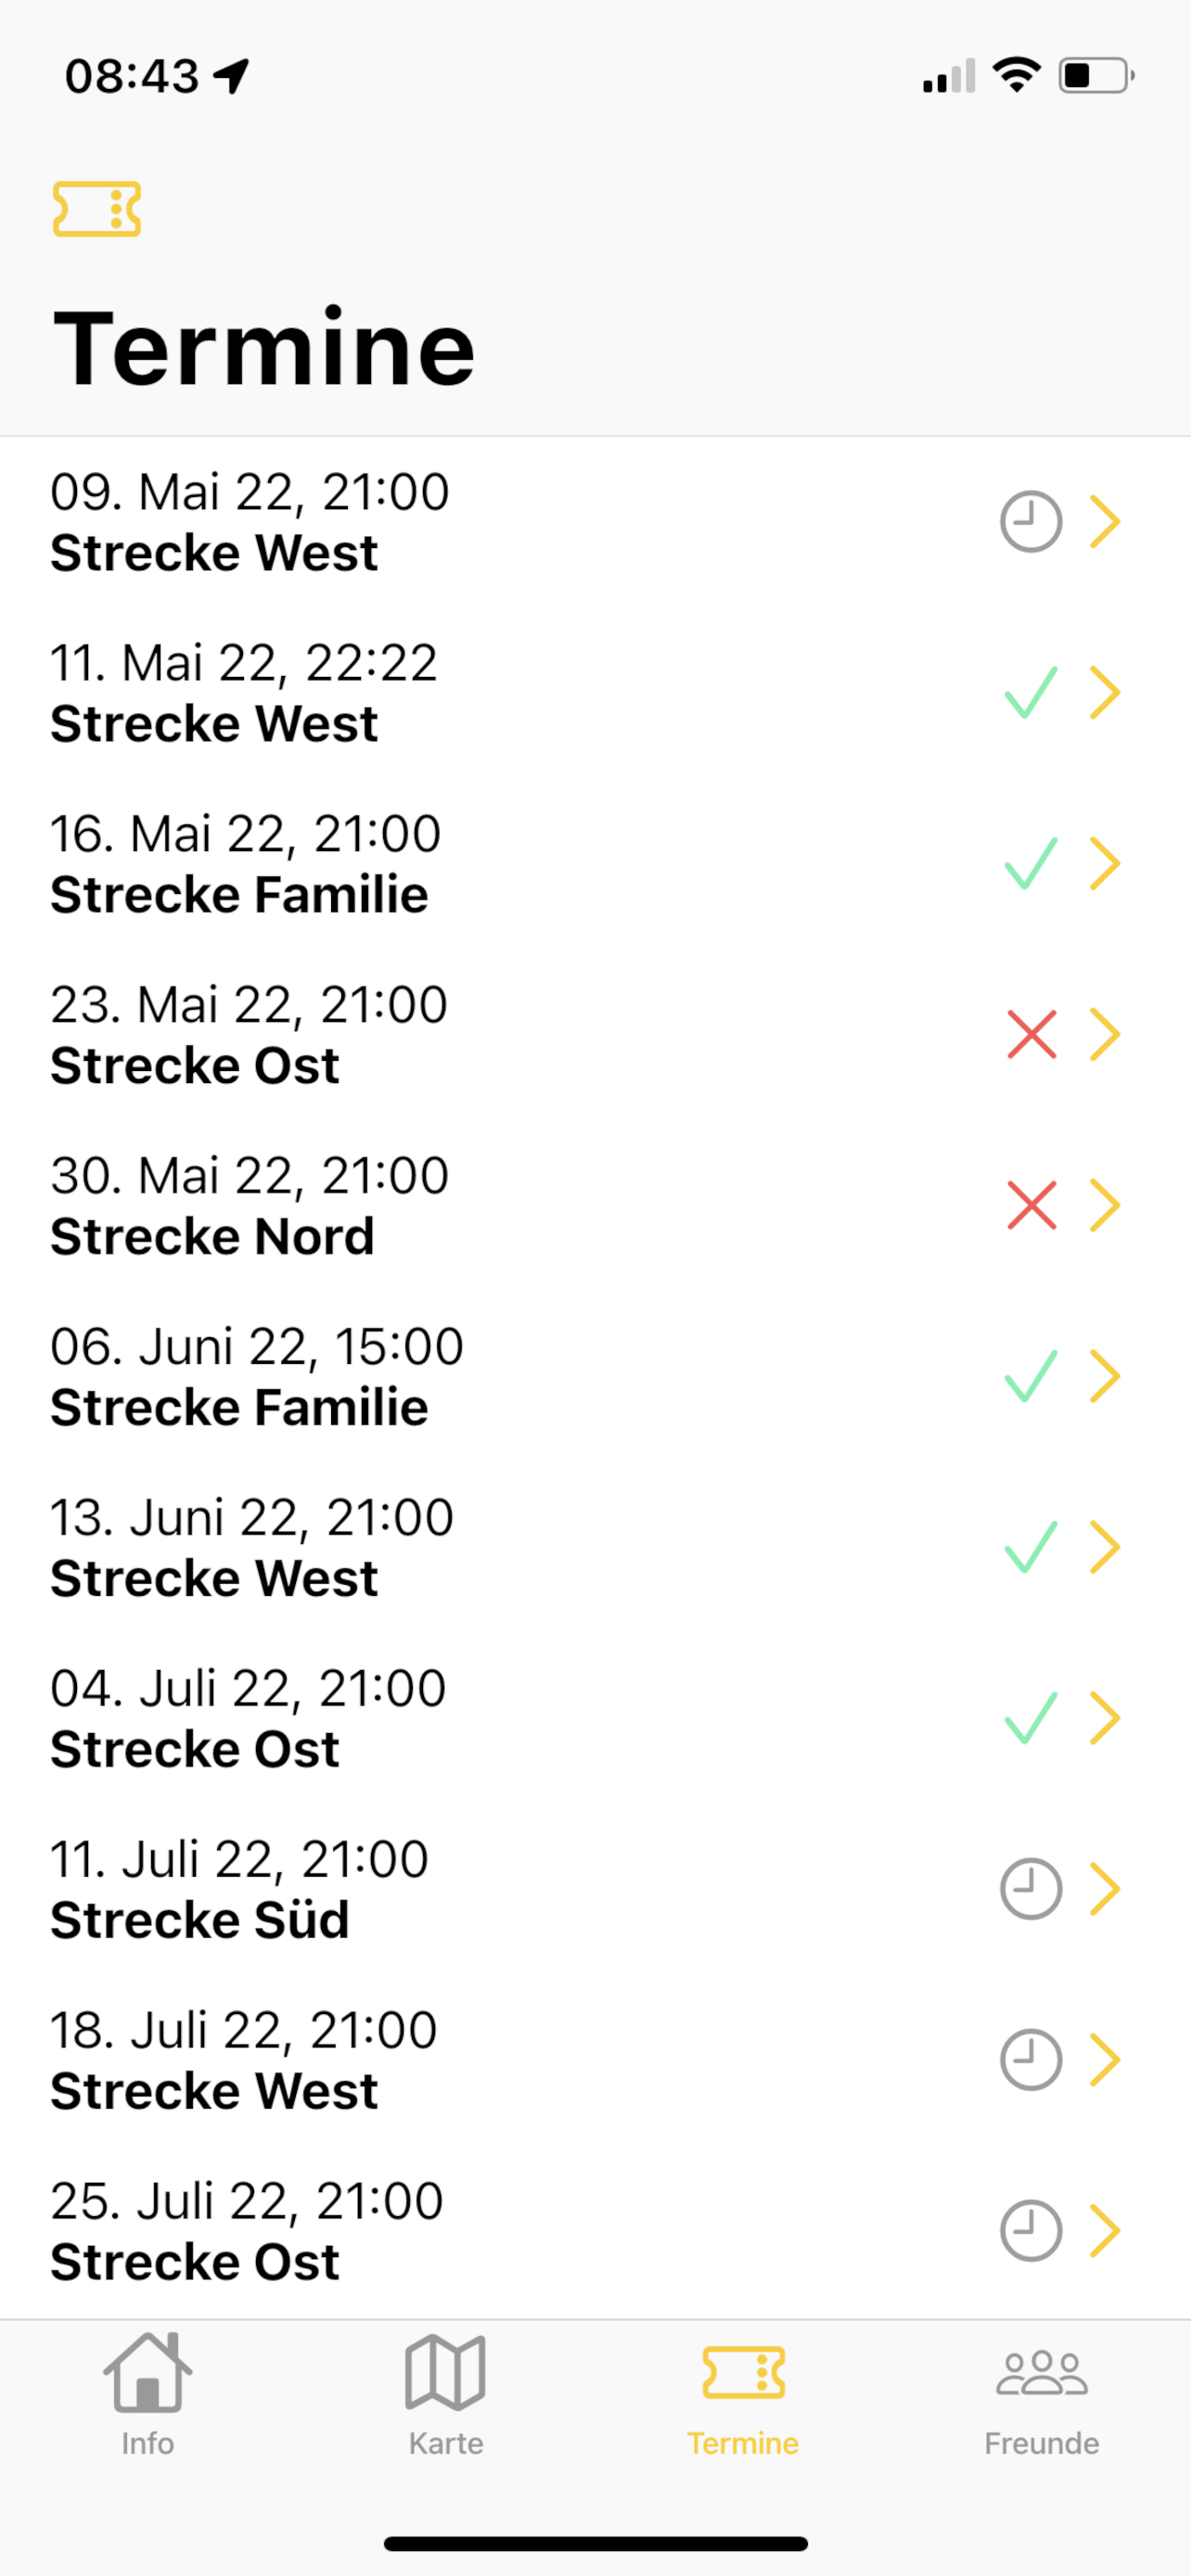 08:43
Termine
09. Mai 22, 21:00
Strecke West
11. Mai 22, 22:22
Strecke West
16. Mai 22, 21:00
Strecke Familie
23. Mai 22, 21:00
Strecke Ost
30. Mai 22, 21:00
Strecke Nord
06. Juni 22, 15:00
Strecke Familie
13. Juni 22, 21:00
Strecke West
04. Juli 22, 21:00
Strecke Ost
11. Juli 22, 21:00
Strecke Süd
18. Juli 22, 21:00
Strecke West
25. Juli 22, 21:00
Strecke Ost
Info
Karte
Termine
Freunde